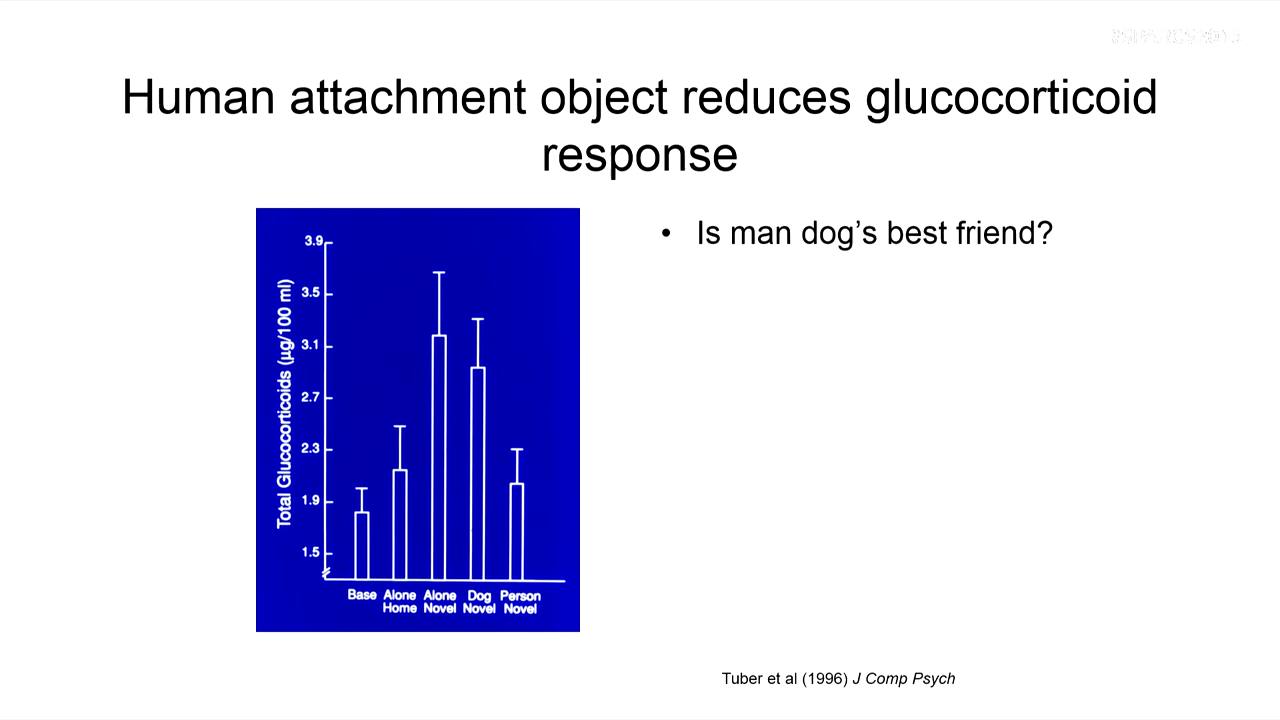 #SPARCS2013
Human attachment object reduces glucocorticoid
response
• Is man dog's best friend?
Total Glucocorticoids (µg/100 ml)
3.9
3.5
3.1
2.7
2.3
1.9
1.5
Base Alone Alone Dog Person
Home Novel Novel Novel
Tuber et al (1996) J Comp Psych